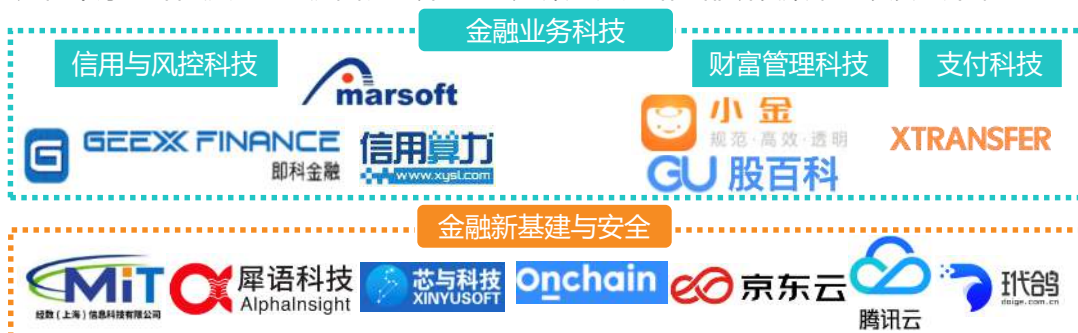 金融业务科技
信用与风控科技
财富管理科技
支付科技
marsoft
GEEXX FINANCE
即科金融
信用算力
www.xysl.com
小金
规范·高效·透明
GU 股百科
XTRANSFER
金融新基建与安全
MiT
经数(上海)信息科技有限公司
犀语科技
AlphaInsight
芯与科技
XINYUSOFT
Onchain
京东云
腾讯云
玳鸽
daige.com.cn